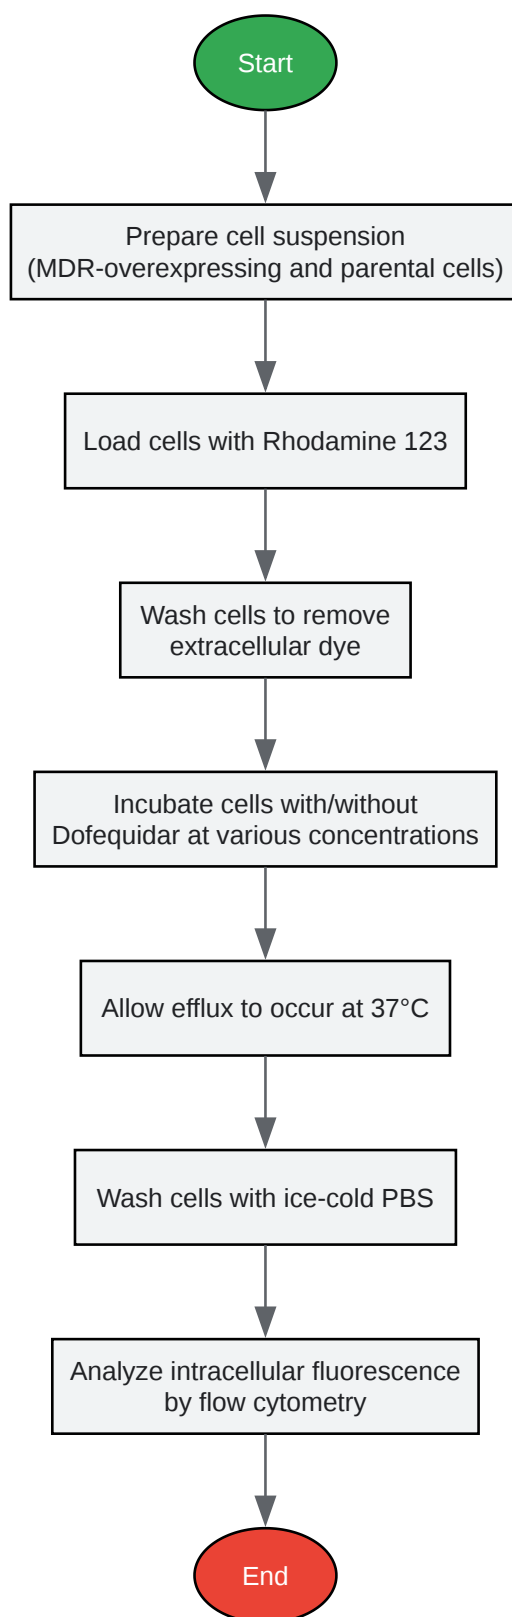 Start
Prepare cell suspension
(MDR-overexpressing and parental cells)
Load cells with Rhodamine 123
Wash cells to remove
extracellular dye
Incubate cells with/without
Dofequidar at various concentrations
Allow efflux to occur at 37°C
Wash cells with ice-cold PBS
Analyze intracellular fluorescence
by flow cytometry
End